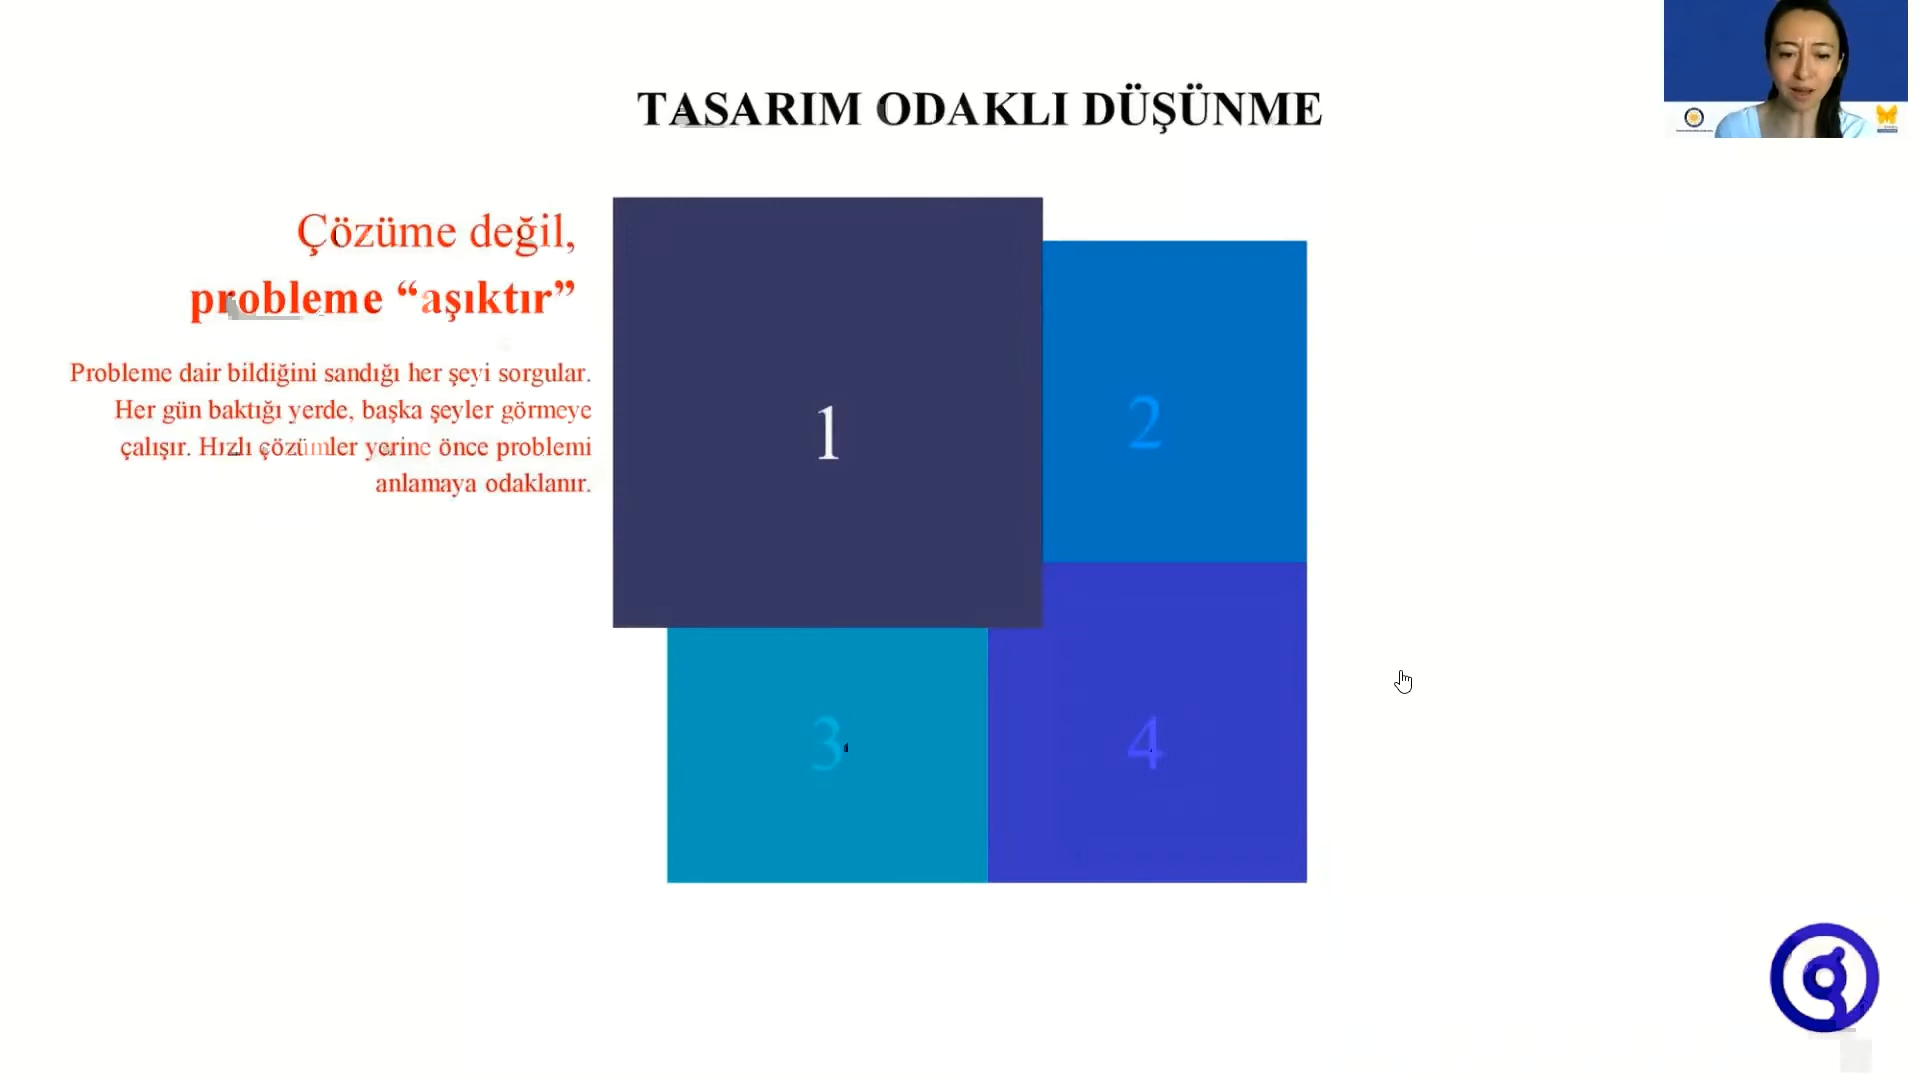 TASARIM ODAKLI DÜŞÜNME
Çözüme değil,
probleme “aşıktır”
Probleme dair bildiğini sandığı her şeyi sorgular.
Her gün baktığı yerde, başka şeyler görmeye
çalışır. Hızlı çözümler yerine önce problemi
anlamaya odaklanır.
1
2
3
4